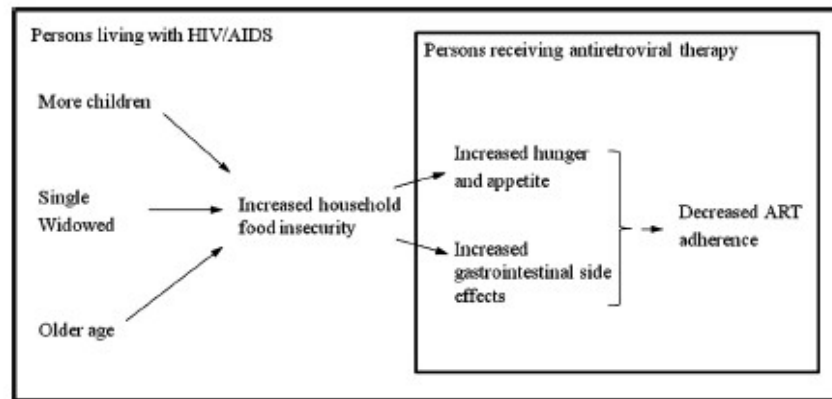 Persons living with HIV/AIDS
Persons receiving antiretroviral therapy
More children
Single
Widowed
Older age
Increased household
food insecurity
Increased hunger
and appetite
Increased
gastrointestinal side
effects
Decreased ART
adherence